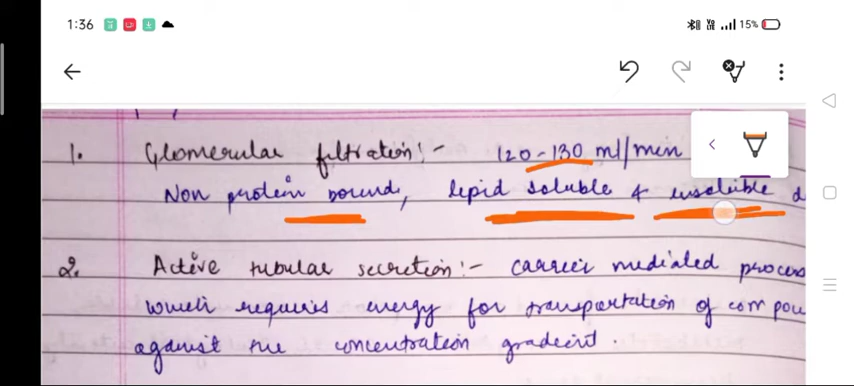 1:36 15%
1. Glomerular filtration:- 120-130 ml/min
Non protein bound, lipid soluble & insoluble d
2. Active tubular secretion:- carrier mediated process
which requires energy for transportation of compou
against the concentration gradient.